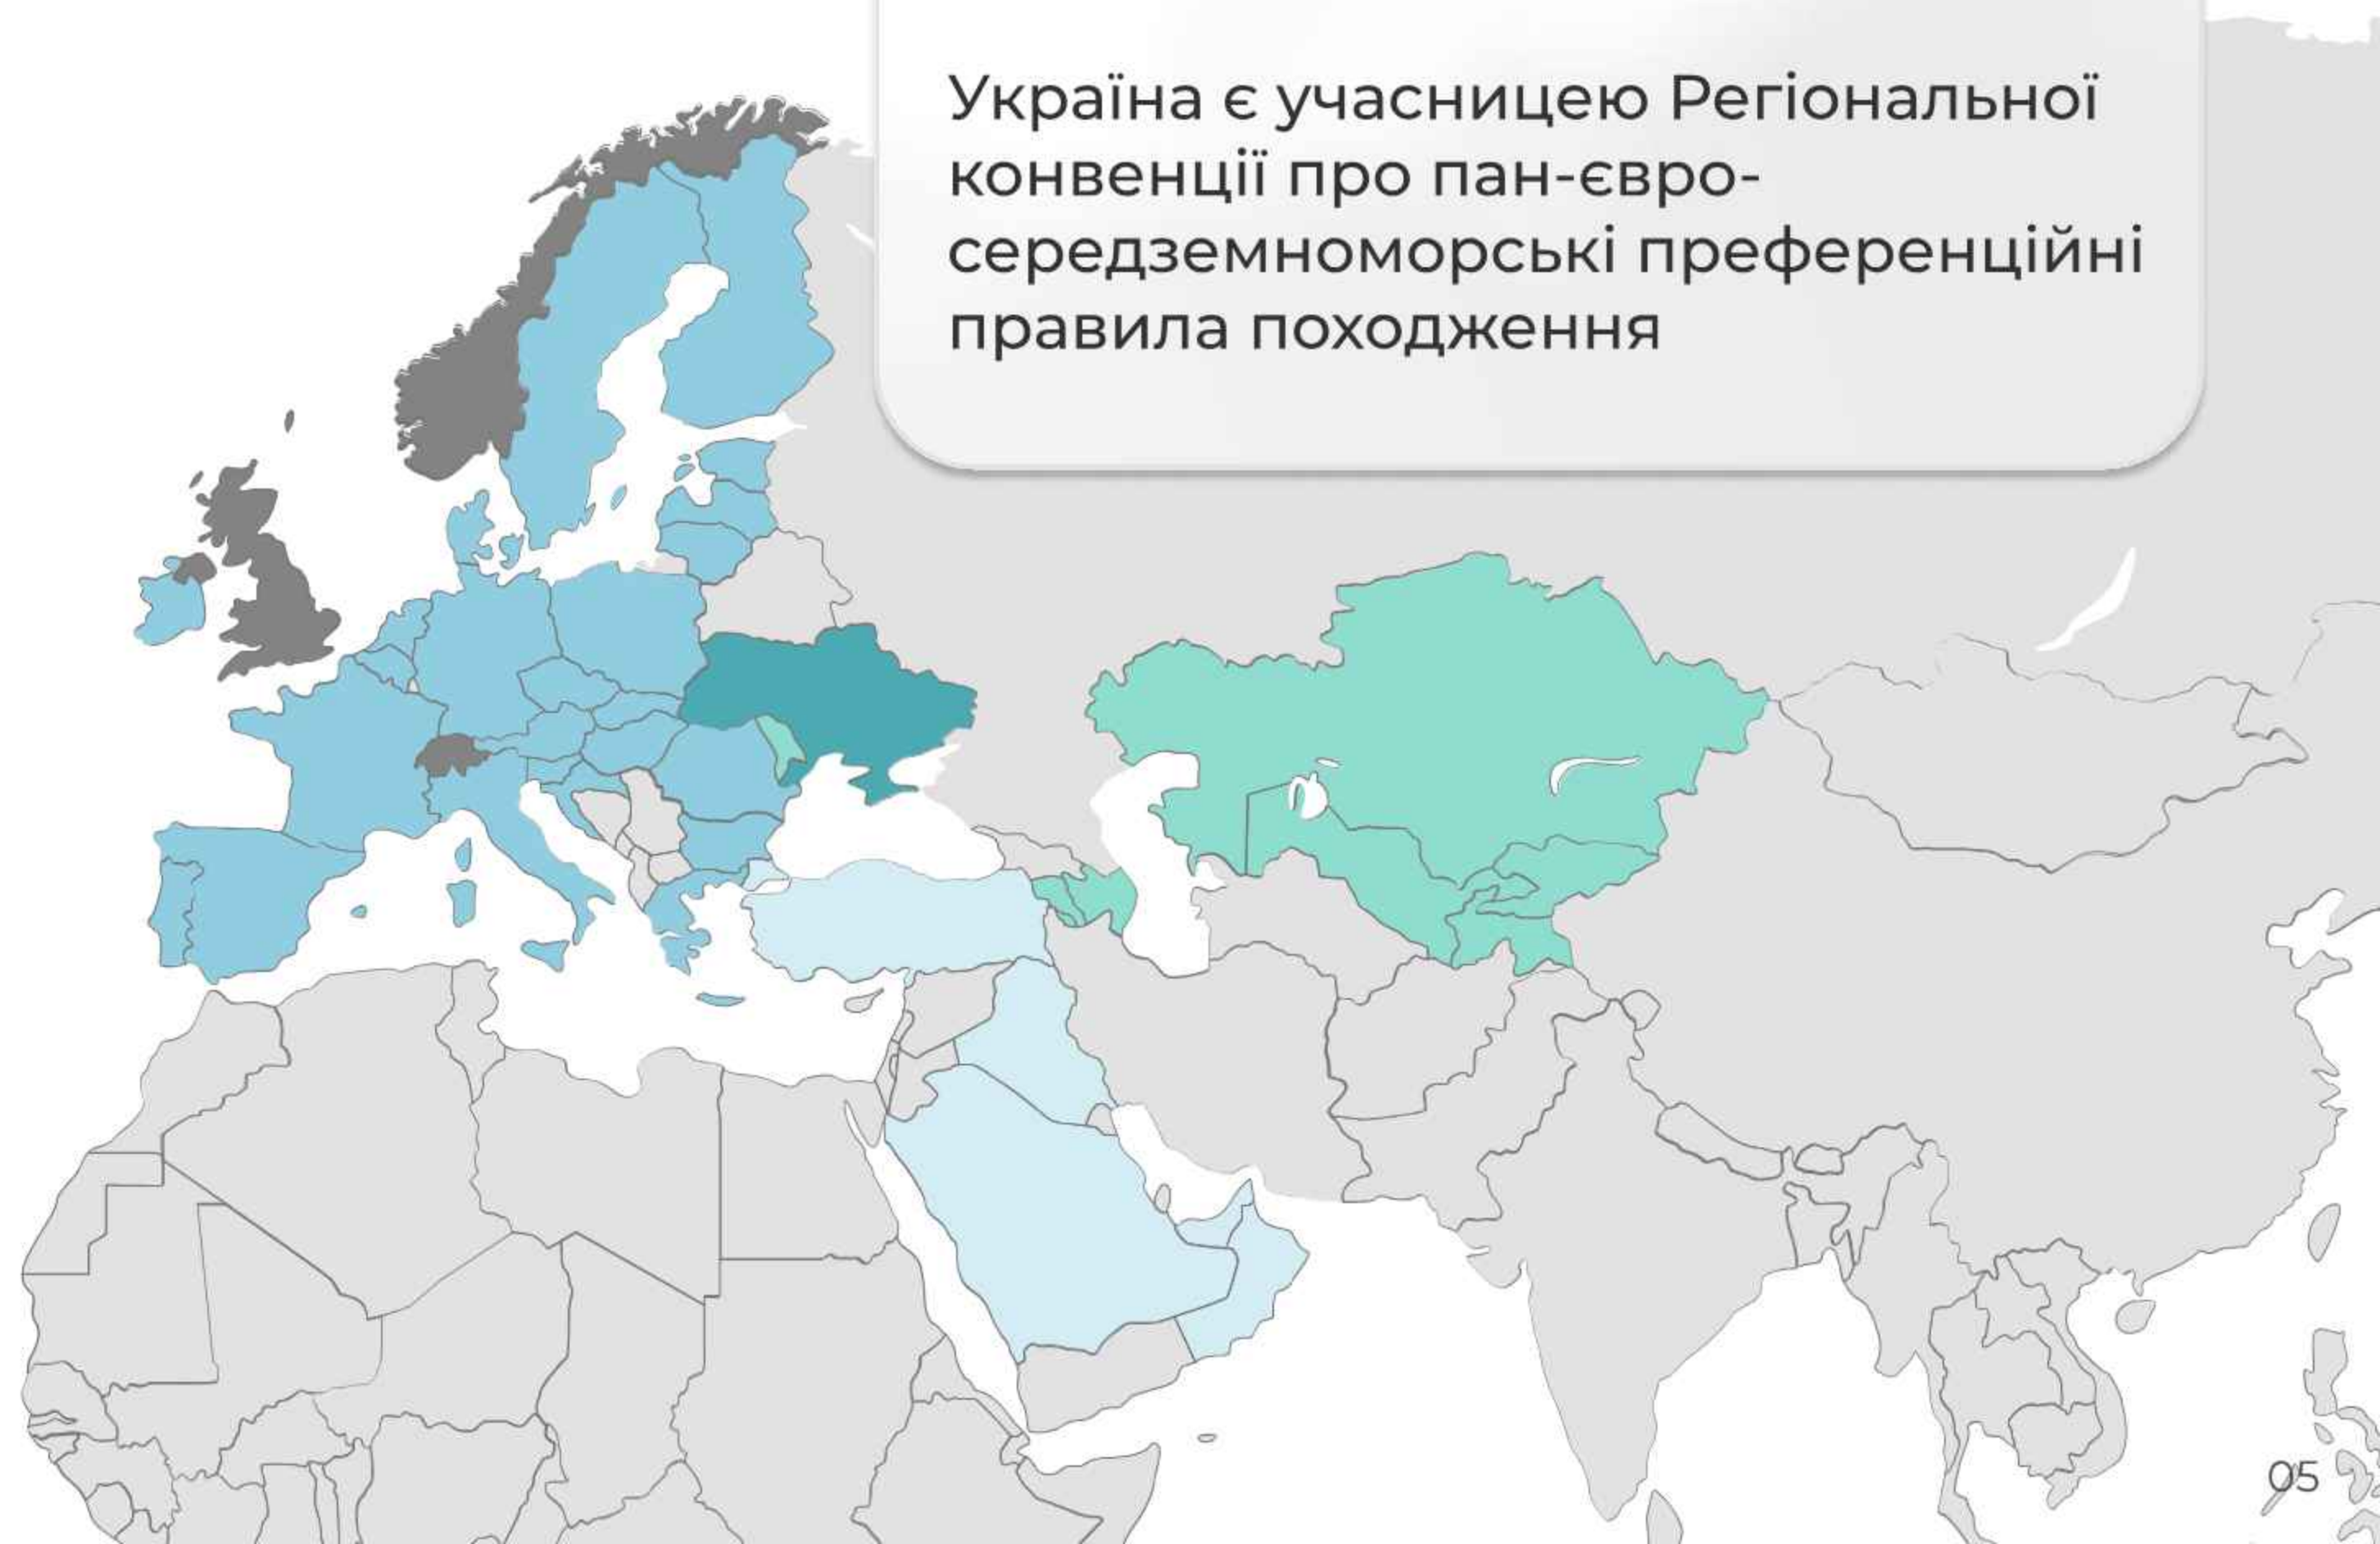 Україна є учасницею Регіональної
конвенції про пан-євро-
середземноморські преференційні
правила походження
05